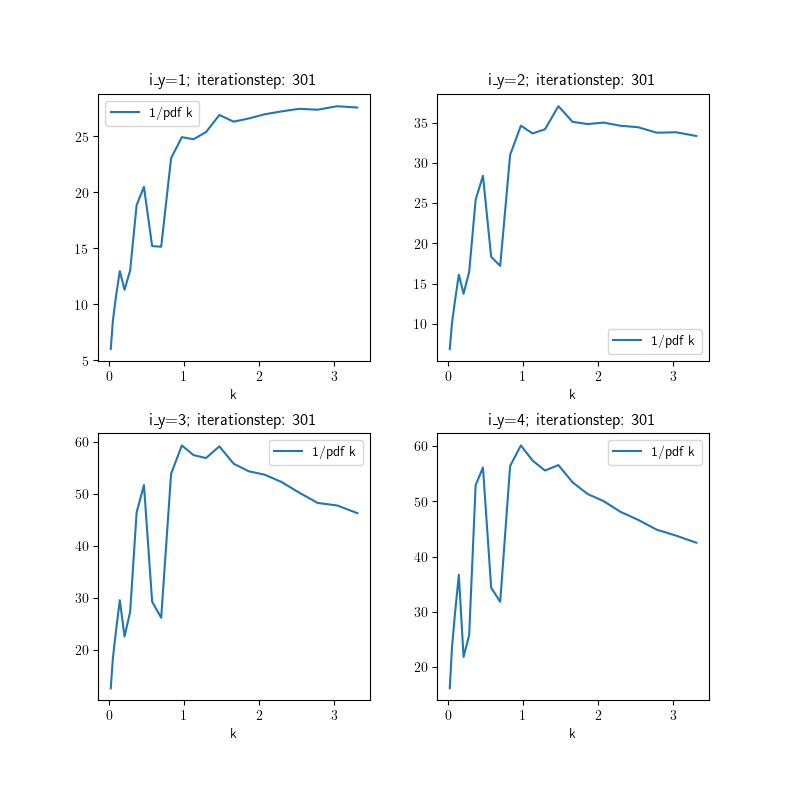 i_y=1; iterationstep: 301
1/pdf k
25
20
15
10
5
0 1 2 3
k
i_y=2; iterationstep: 301
35
30
25
20
15
10
1/pdf k
0 1 2 3
k
i_y=3; iterationstep: 301
1/pdf k
60
50
40
30
20
0 1 2 3
k
i_y=4; iterationstep: 301
1/pdf k
60
50
40
30
20
0 1 2 3
k